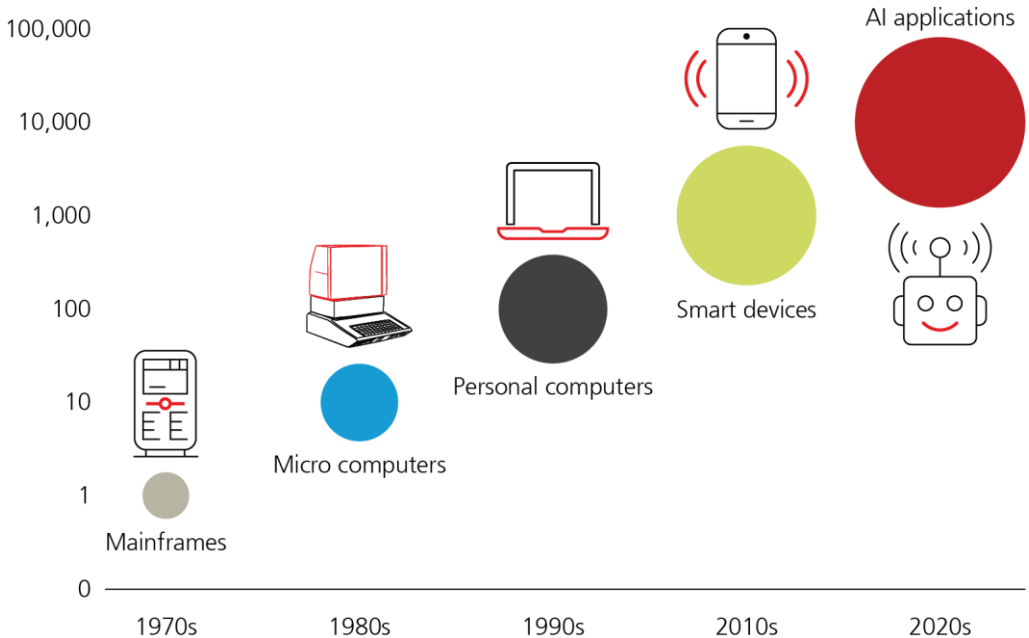 100,000
10,000
1,000
100
10
1
0
AI applications
Smart devices
Personal computers
Micro computers
Mainframes
1970s
1980s
1990s
2010s
2020s